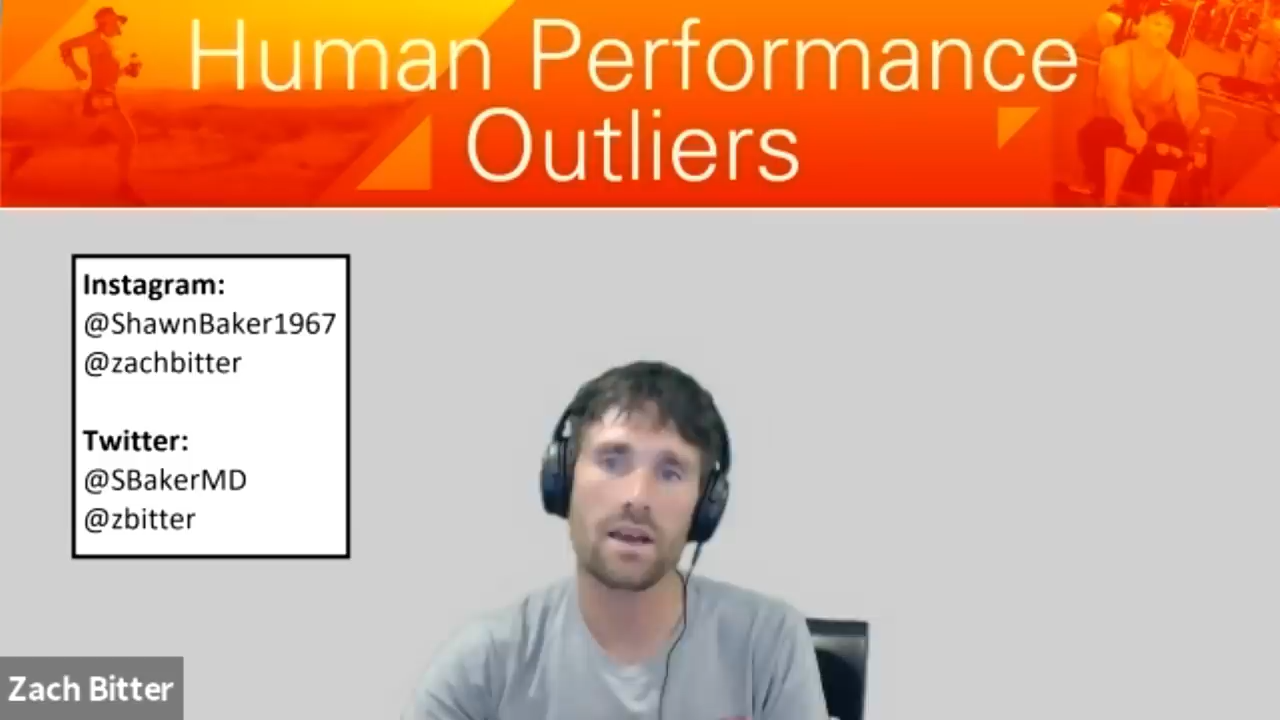 Human Performance
Outliers
Instagram:
@ShawnBaker1967
@zachbitter
Twitter:
@SBakerMD
@zbitter
Zach Bitter